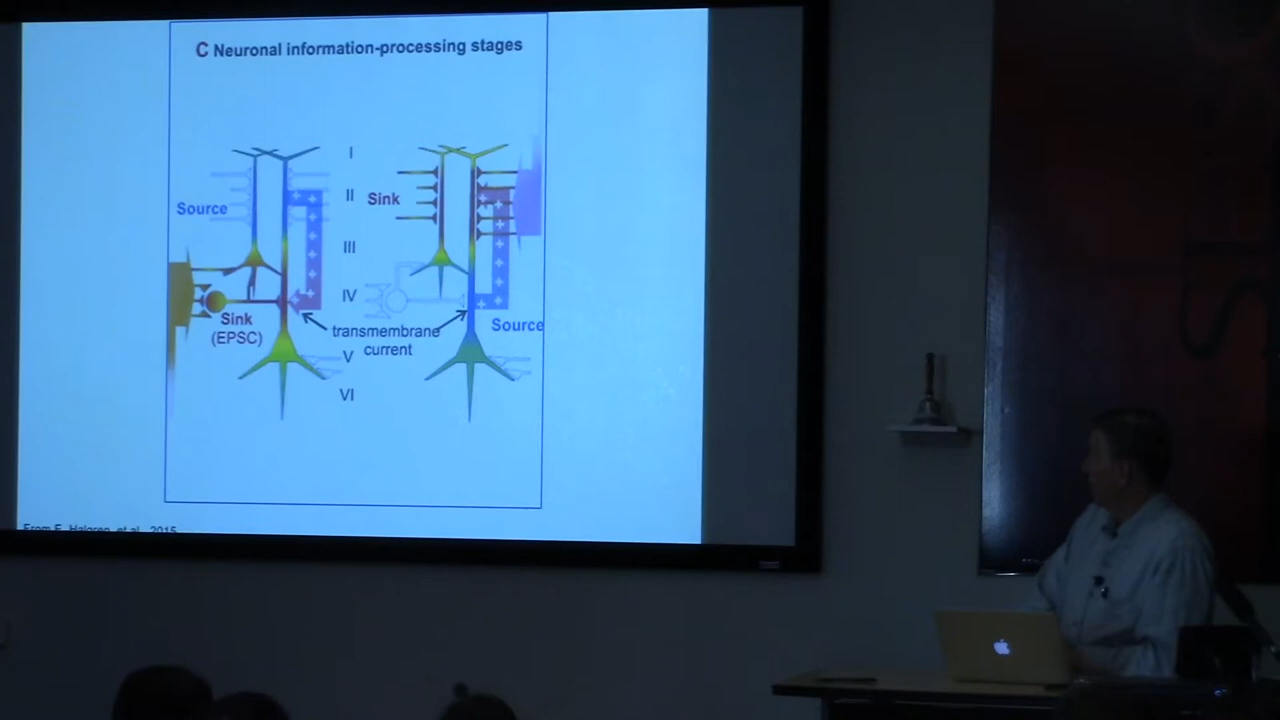 C Neuronal information-processing stages
I
II
Sink
Source
III
IV
Sink
(EPSC)
transmembrane
current
Source
V
VI
From E. Halgren, et al., 2015